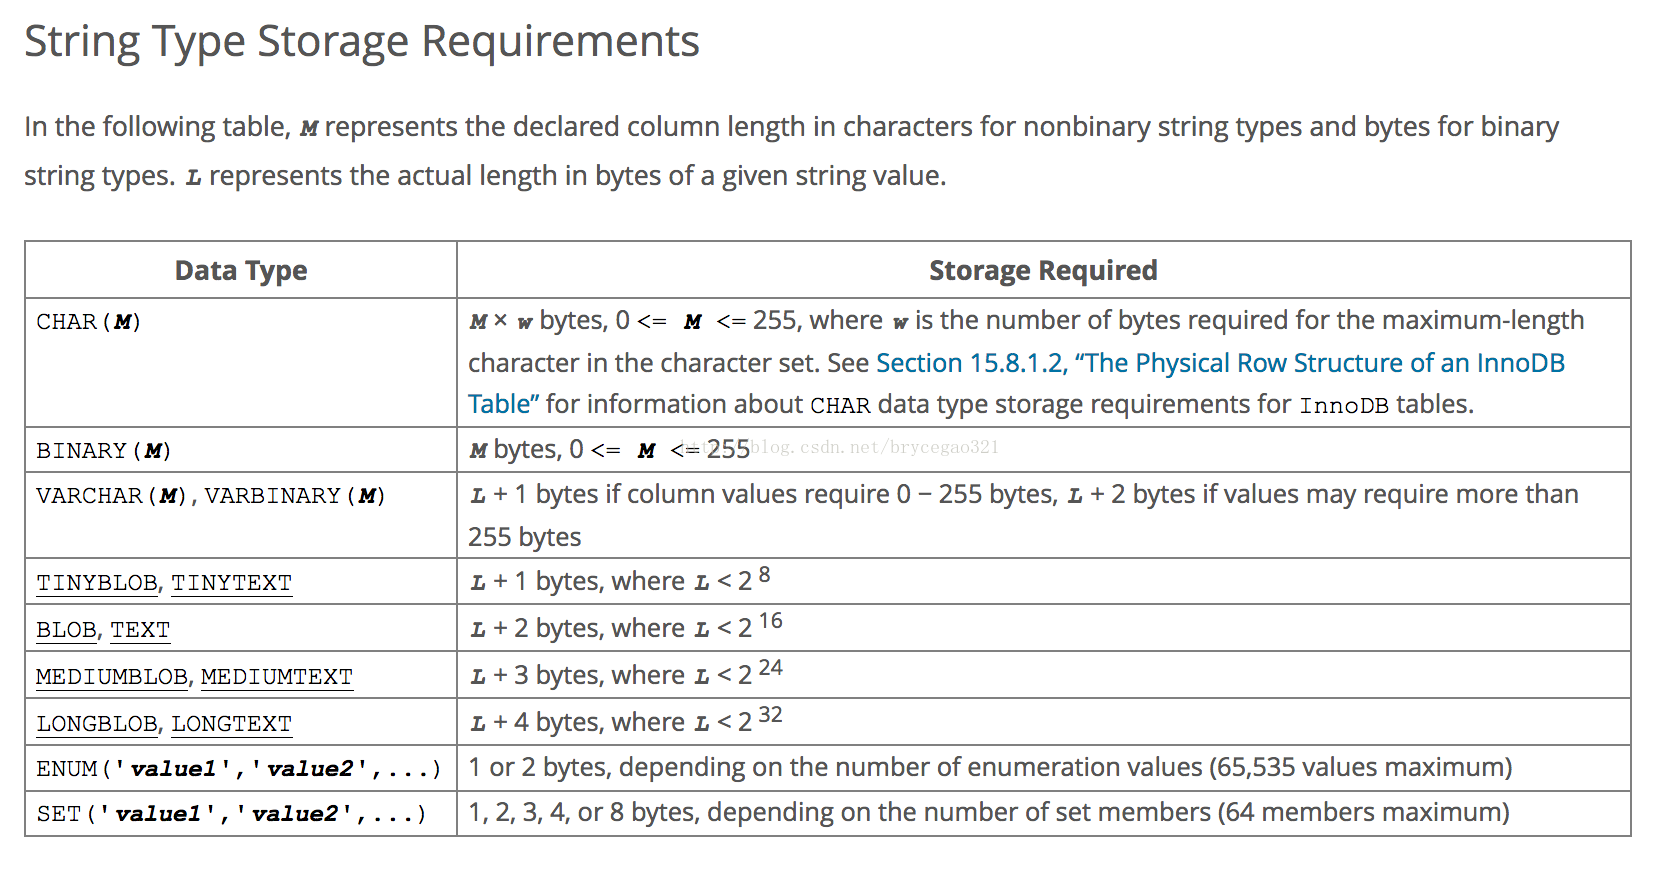 String Type Storage Requirements
In the following table, M represents the declared column length in characters for nonbinary string types and bytes for binary
string types. L represents the actual length in bytes of a given string value.
Data Type Storage Required
CHAR(M) M × w bytes, 0 <= M <= 255, where w is the number of bytes required for the maximum-length
character in the character set. See Section 15.8.1.2, “The Physical Row Structure of an InnoDB
Table” for information about CHAR data type storage requirements for InnoDB tables.
BINARY(M) M bytes, 0 <= M <= 255
http://blog.csdn.net/brycegao321
VARCHAR(M), VARBINARY(M) L + 1 bytes if column values require 0 − 255 bytes, L + 2 bytes if values may require more than
255 bytes
TINYBLOB, TINYTEXT L + 1 bytes, where L < 2^8
BLOB, TEXT L + 2 bytes, where L < 2^16
MEDIUMBLOB, MEDIUMTEXT L + 3 bytes, where L < 2^24
LONGBLOB, LONGTEXT L + 4 bytes, where L < 2^32
ENUM('value1','value2',...) 1 or 2 bytes, depending on the number of enumeration values (65,535 values maximum)
SET('value1','value2',...) 1, 2, 3, 4, or 8 bytes, depending on the number of set members (64 members maximum)